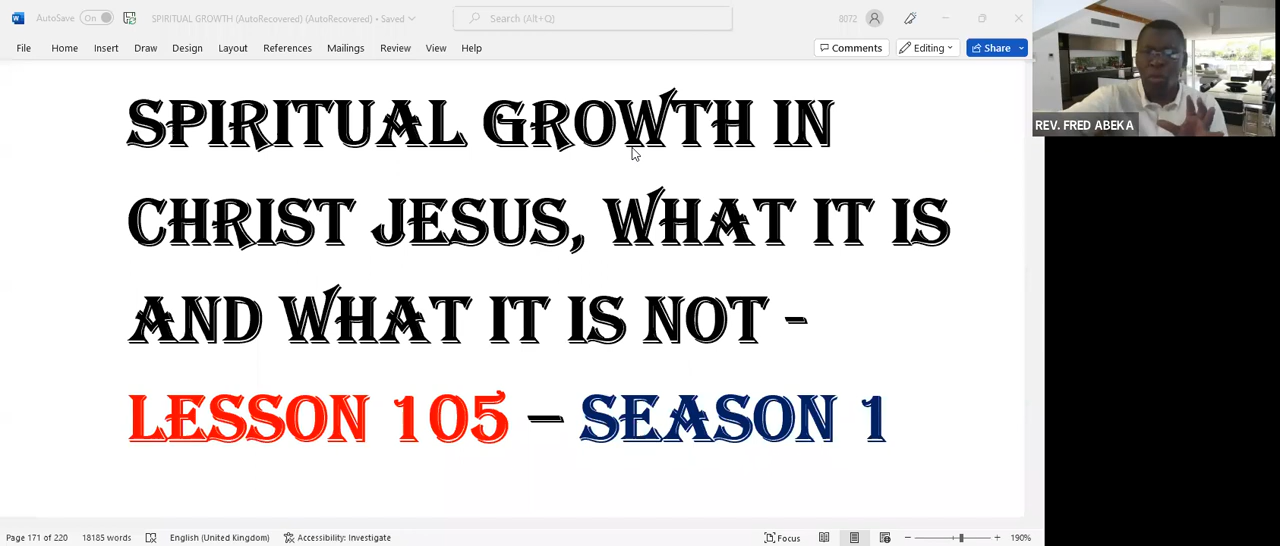 AutoSave On SPIRITUAL GROWTH (AutoRecovered) (AutoRecovered) • Saved Search (Alt+Q) 8072
File Home Insert Draw Design Layout References Mailings Review View Help Comments Editing Share
REV. FRED ABEKA
SPIRITUAL GROWTH IN
CHRIST JESUS, WHAT IT IS
AND WHAT IT IS NOT -
LESSON 105 – SEASON 1
Page 171 of 220 18185 words English (United Kingdom) Accessibility: Investigate Focus 190%